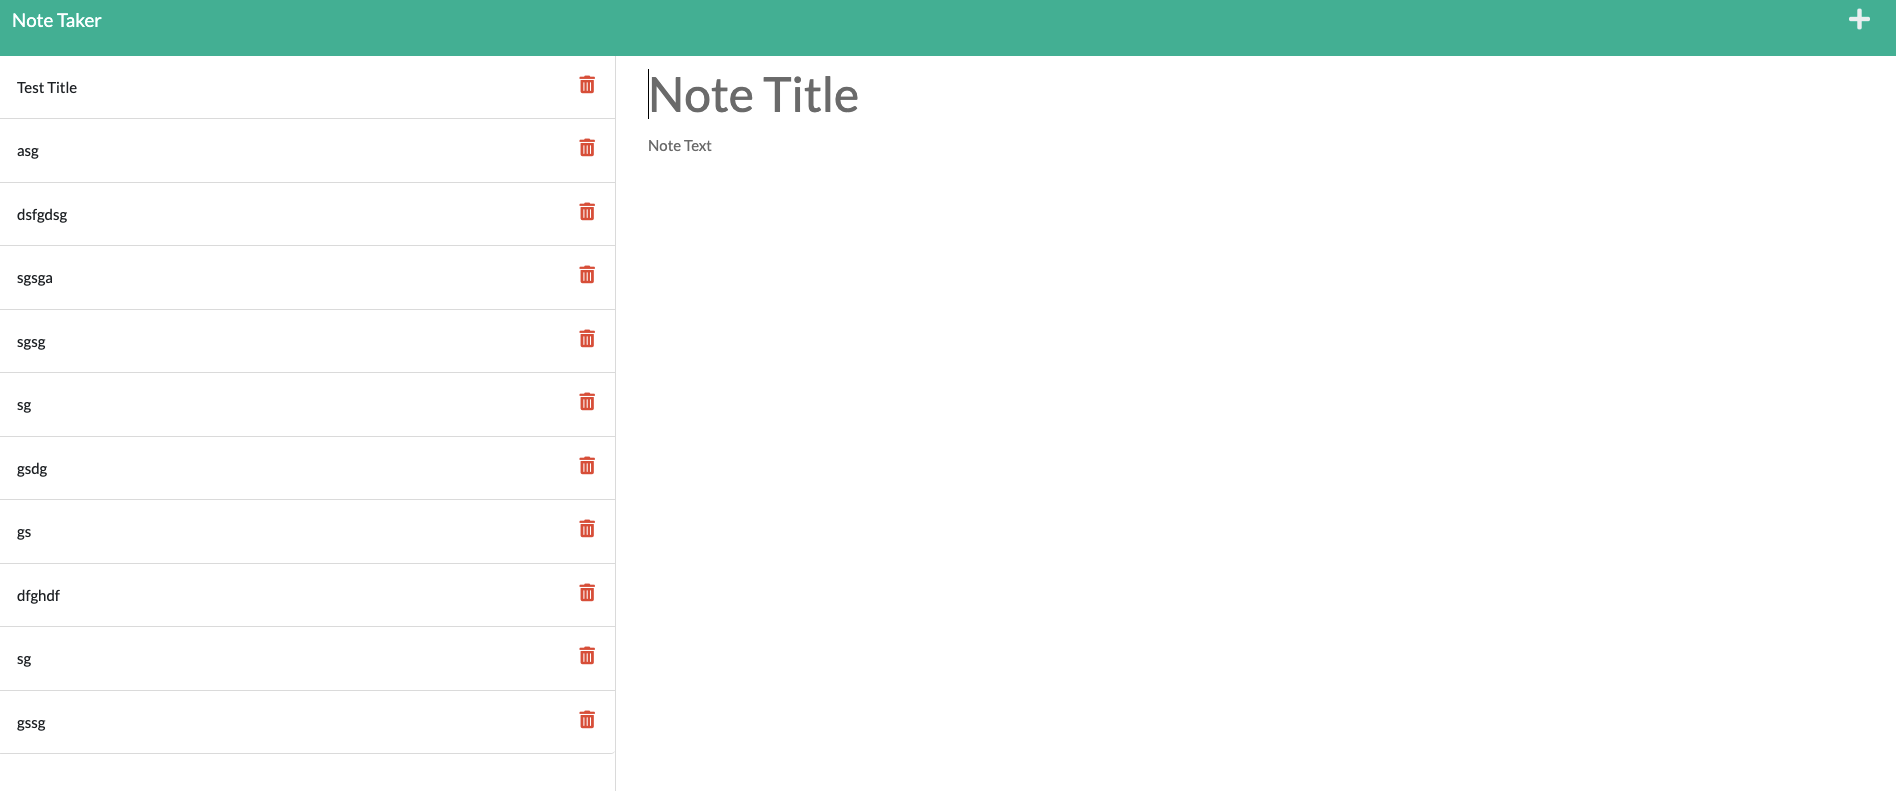 Note Taker
Test Title
asg
dsfgdsg
sgsga
sgsg
sg
gsdg
gs
dfghdf
sg
gssg
Note Title
Note Text